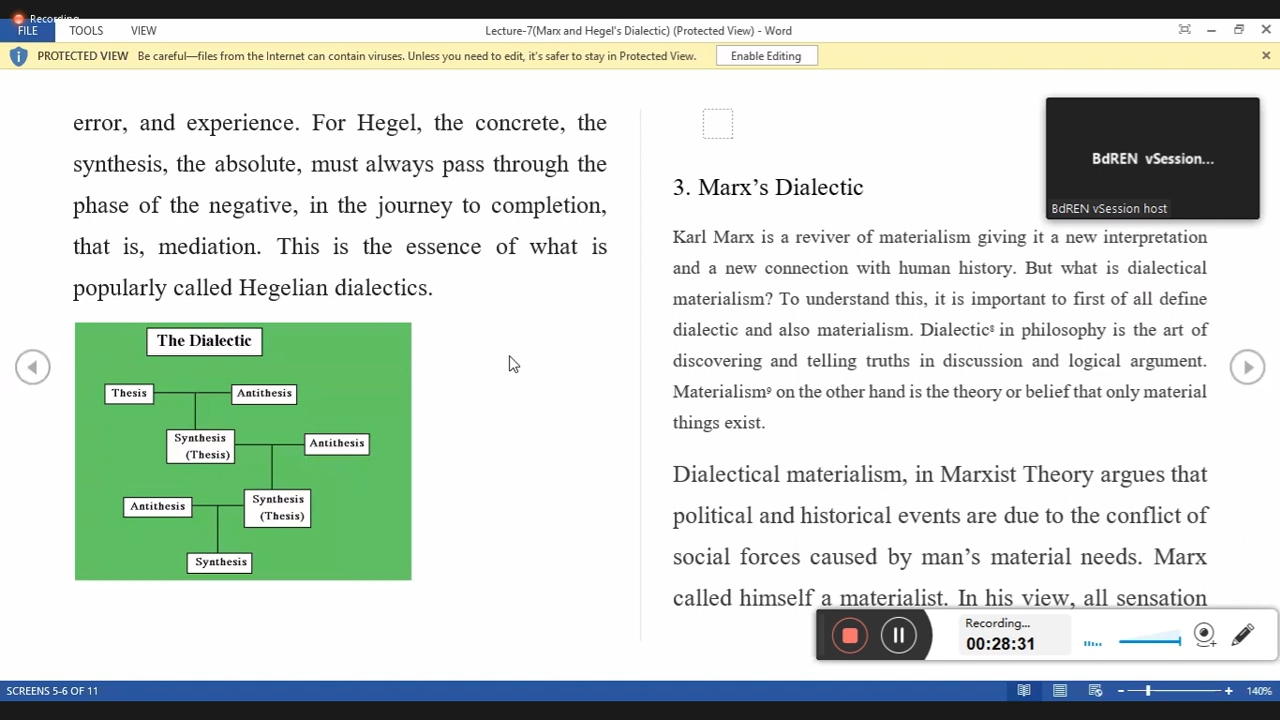 Recording
FILE TOOLS VIEW
Lecture-7(Marx and Hegel's Dialectic) (Protected View) - Word
PROTECTED VIEW Be careful—files from the Internet can contain viruses. Unless you need to edit, it's safer to stay in Protected View. Enable Editing
error, and experience. For Hegel, the concrete, the
synthesis, the absolute, must always pass through the
phase of the negative, in the journey to completion,
that is, mediation. This is the essence of what is
popularly called Hegelian dialectics.
The Dialectic
Thesis Antithesis
Synthesis
(Thesis)
Antithesis
Antithesis
Synthesis
(Thesis)
Synthesis
3. Marx’s Dialectic
Karl Marx is a reviver of materialism giving it a new interpretation
and a new connection with human history. But what is dialectical
materialism? To understand this, it is important to first of all define
dialectic and also materialism. Dialectic⁸ in philosophy is the art of
discovering and telling truths in discussion and logical argument.
Materialism⁹ on the other hand is the theory or belief that only material
things exist.
Dialectical materialism, in Marxist Theory argues that
political and historical events are due to the conflict of
social forces caused by man’s material needs. Marx
called himself a materialist. In his view, all sensation
BdREN vSession...
BdREN vSession host
Recording...
00:28:31
SCREENS 5-6 OF 11
140%